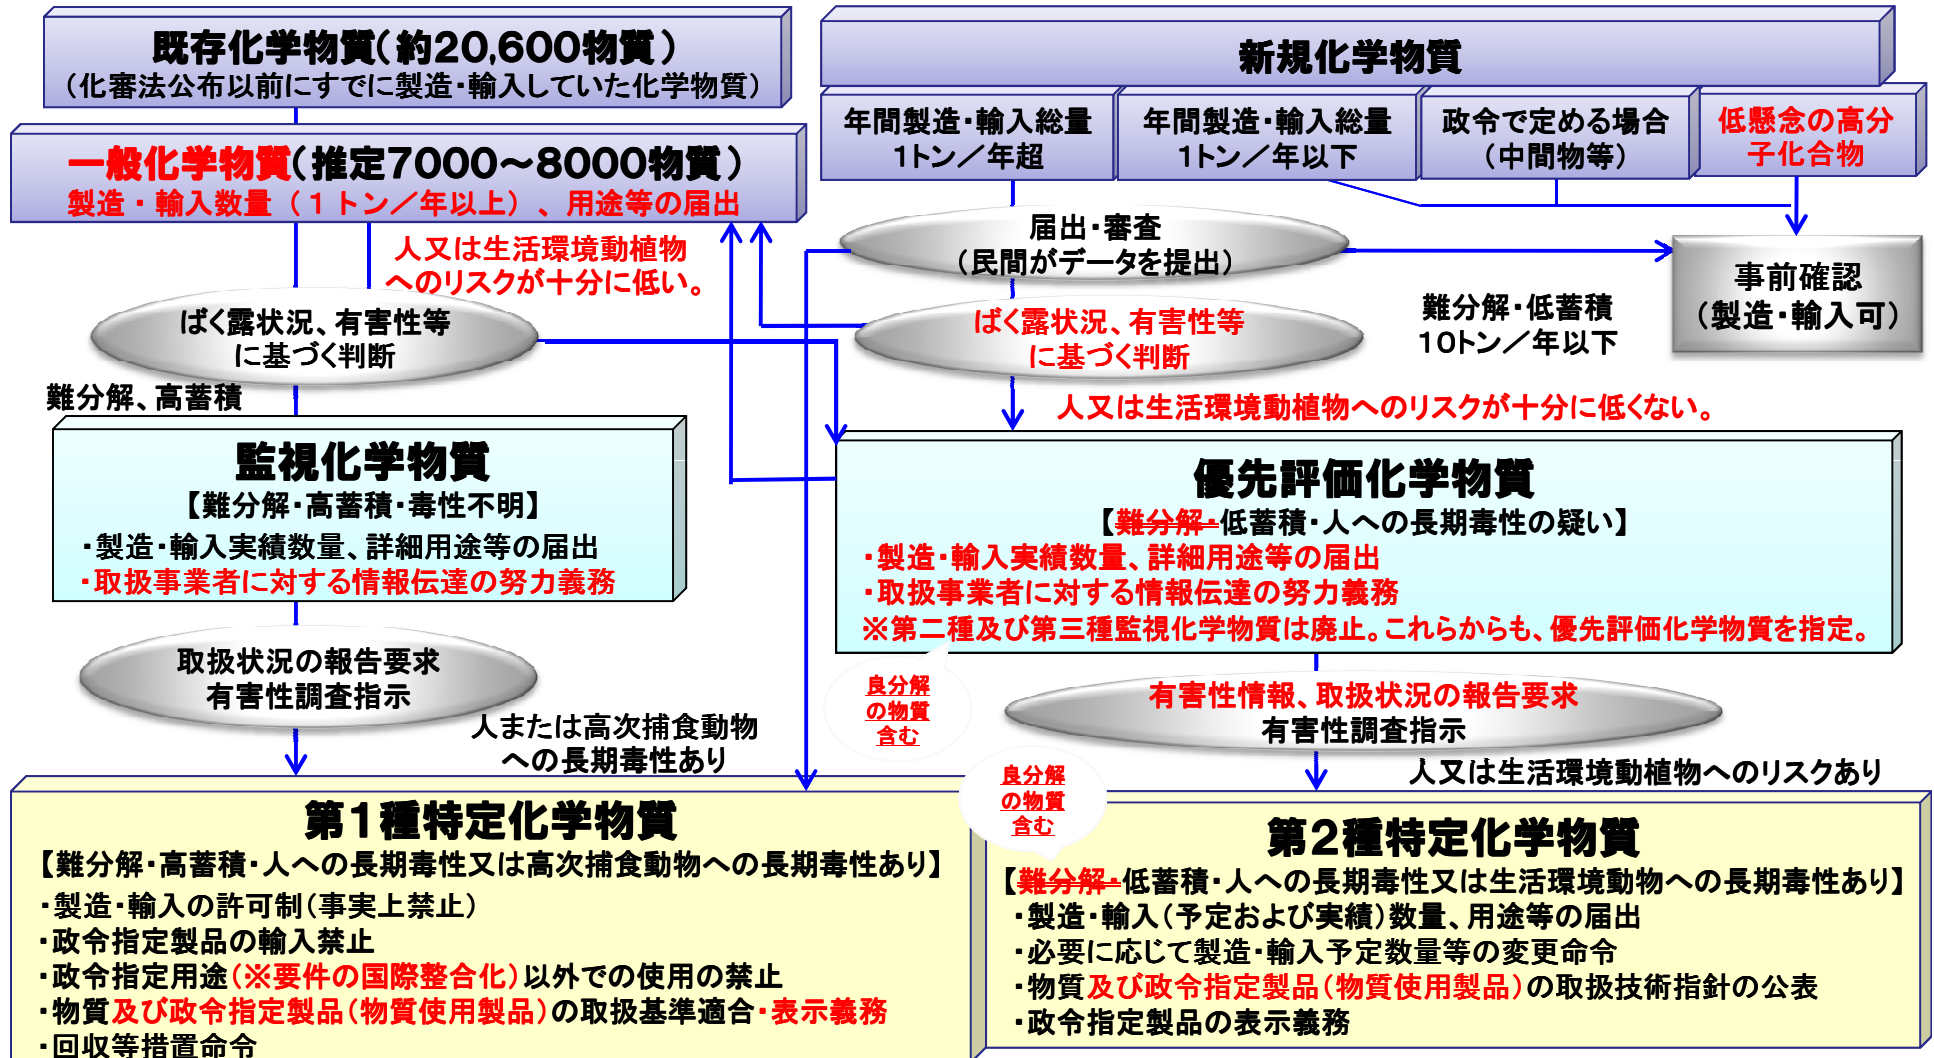 既存化学物質（約20,600物質）
（化審法公布以前にすでに製造・輸入していた化学物質）
一般化学物質（推定7000～8000物質）
製造・輸入数量（１トン／年以上）、用途等の届出
人又は生活環境動植物
へのリスクが十分に低い。
ばく露状況、有害性等
に基づく判断
難分解、高蓄積
監視化学物質
【難分解・高蓄積・毒性不明】
・製造・輸入実績数量、詳細用途等の届出
・取扱事業者に対する情報伝達の努力義務
取扱状況の報告要求
有害性調査指示
人または高次捕食動物
への長期毒性あり
第１種特定化学物質
【難分解・高蓄積・人への長期毒性又は高次捕食動物への長期毒性あり】
・製造・輸入の許可制（事実上禁止）
・政令指定製品の輸入禁止
・政令指定用途（※要件の国際整合化）以外での使用の禁止
・物質及び政令指定製品（物質使用製品）の取扱基準適合・表示義務
・回収等措置命令
新規化学物質
年間製造・輸入総量
１トン／年超
年間製造・輸入総量
１トン／年以下
政令で定める場合
（中間物等）
低懸念の高分
子化合物
届出・審査
（民間がデータを提出）
事前確認
（製造・輸入可）
難分解・低蓄積
10トン／年以下
ばく露状況、有害性等
に基づく判断
人又は生活環境動植物へのリスクが十分に低くない。
優先評価化学物質
【難分解・低蓄積・人への長期毒性の疑い】
・製造・輸入実績数量、詳細用途等の届出
・取扱事業者に対する情報伝達の努力義務
※第二種及び第三種監視化学物質は廃止。これらからも、優先評価化学物質を指定。
良分解
の物質
含む
有害性情報、取扱状況の報告要求
有害性調査指示
人又は生活環境動植物へのリスクあり
良分解
の物質
含む
第２種特定化学物質
【難分解・低蓄積・人への長期毒性又は生活環境動物への長期毒性あり】
・製造・輸入（予定および実績）数量、用途等の届出
・必要に応じて製造・輸入予定数量等の変更命令
・物質及び政令指定製品（物質使用製品）の取扱技術指針の公表
・政令指定製品の表示義務